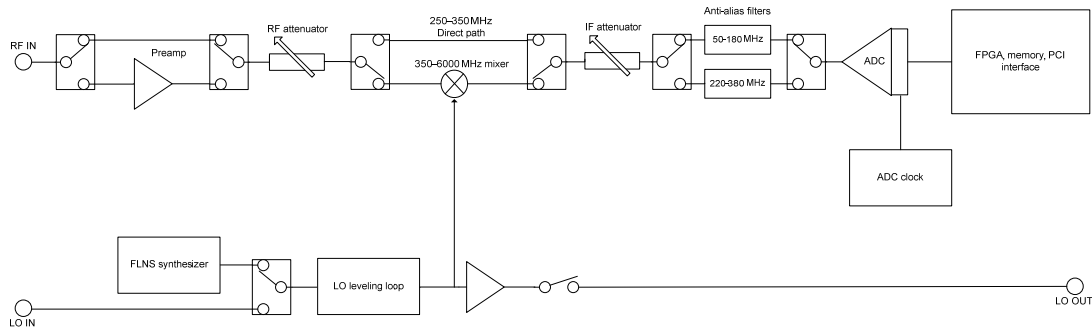 RF IN
Preamp
RF attenuator
250–350 MHz
Direct path
350–6000 MHz mixer
IF attenuator
Anti-alias filters
50-180 MHz
220-380 MHz
ADC
FPGA, memory, PCI
interface
ADC clock
FLNS synthesizer
LO leveling loop
LO IN
LO OUT